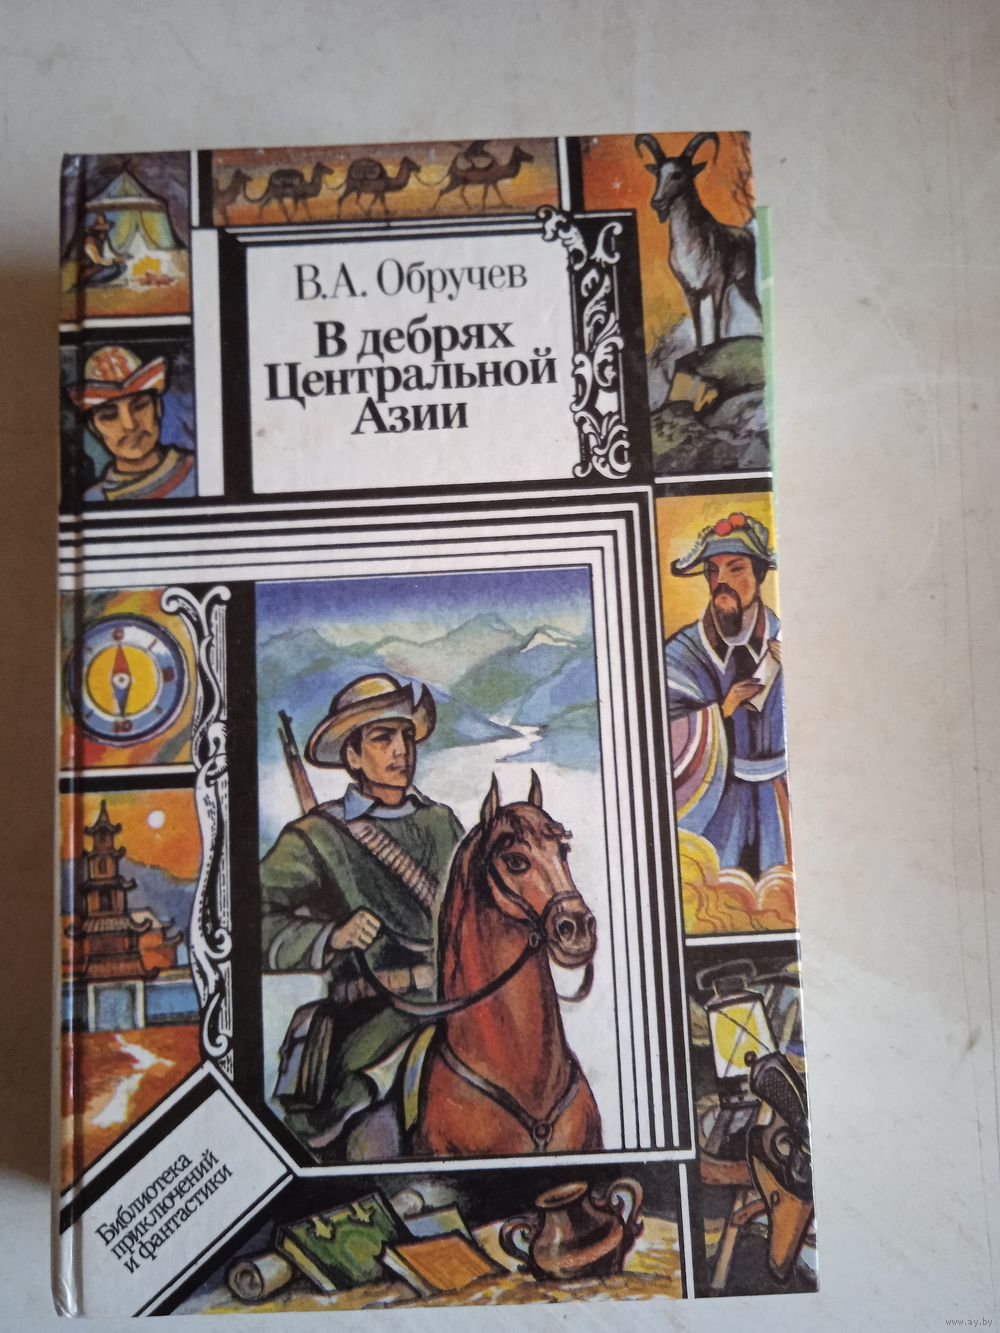 В.А. Обручев
В дебрях
Центральной
Азии
С
Ю
Библиотека
приключений
и фантастики
www.ay.by